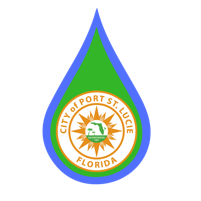 CITY of PORT ST. LUCIE
FLORIDA